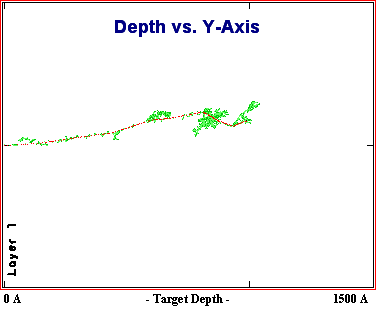 Depth vs. Y-Axis
Layer 1
0 A
- Target Depth -
1500 A